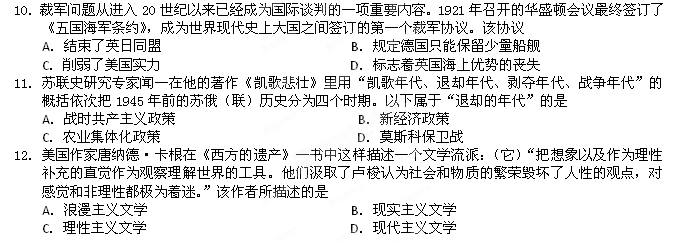 10. 裁军问题从进入 20 世纪以来已经成为国际谈判的一项重要内容。1921 年召开的华盛顿会议最终签订了
《五国海军条约》，成为世界现代史上大国之间签订的第一个裁军协议。该协议
A. 结束了英日同盟 B. 规定德国只能保留少量船舰
C. 削弱了美国实力 D. 标志着英国海上优势的丧失
11. 苏联史研究专家闻一在他的著作《凯歌悲壮》里用“凯歌年代、退却年代、剥夺年代、战争年代”的
概括依次把 1945 年前的苏俄（联）历史分为四个时期。以下属于“退却的年代”的是
A. 战时共产主义政策 B. 新经济政策
C. 农业集体化政策 D. 莫斯科保卫战
12. 美国作家唐纳德·卡根在《西方的遗产》一书中这样描述一个文学流派：（它）“把想象以及作为理性
补充的直觉作为观察理解世界的工具。他们汲取了卢梭认为社会和物质的繁荣毁坏了人性的观点，对
感觉和非理性都极为着迷。”该作者所描述的是
A. 浪漫主义文学 B. 现实主义文学
C. 理性主义文学 D. 现代主义文学